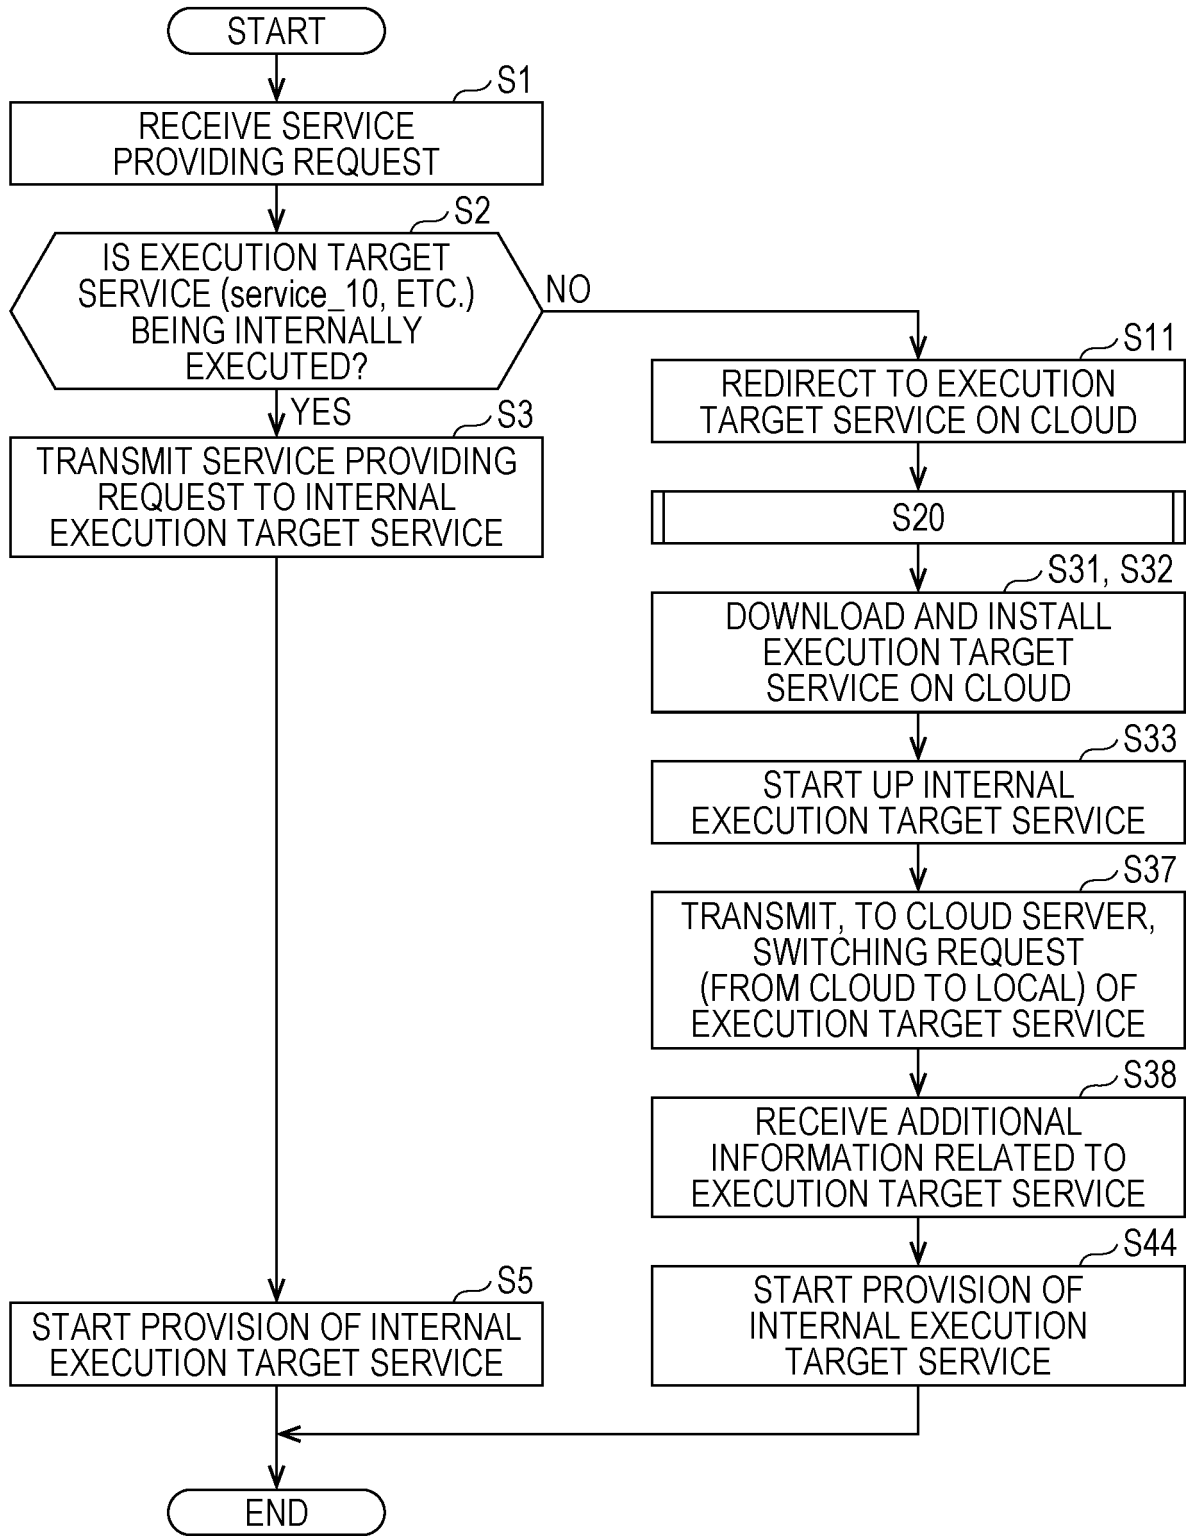 START
S1
RECEIVE SERVICE
PROVIDING REQUEST
S2
IS EXECUTION TARGET
SERVICE (service_10, ETC.)
BEING INTERNALLY
EXECUTED?
NO
YES
S3
TRANSMIT SERVICE PROVIDING
REQUEST TO INTERNAL
EXECUTION TARGET SERVICE
S5
START PROVISION OF INTERNAL
EXECUTION TARGET SERVICE
S11
REDIRECT TO EXECUTION
TARGET SERVICE ON CLOUD
S20
S31, S32
DOWNLOAD AND INSTALL
EXECUTION TARGET
SERVICE ON CLOUD
S33
START UP INTERNAL
EXECUTION TARGET SERVICE
S37
TRANSMIT, TO CLOUD SERVER,
SWITCHING REQUEST
(FROM CLOUD TO LOCAL) OF
EXECUTION TARGET SERVICE
S38
RECEIVE ADDITIONAL
INFORMATION RELATED TO
EXECUTION TARGET SERVICE
S44
START PROVISION OF
INTERNAL EXECUTION
TARGET SERVICE
END